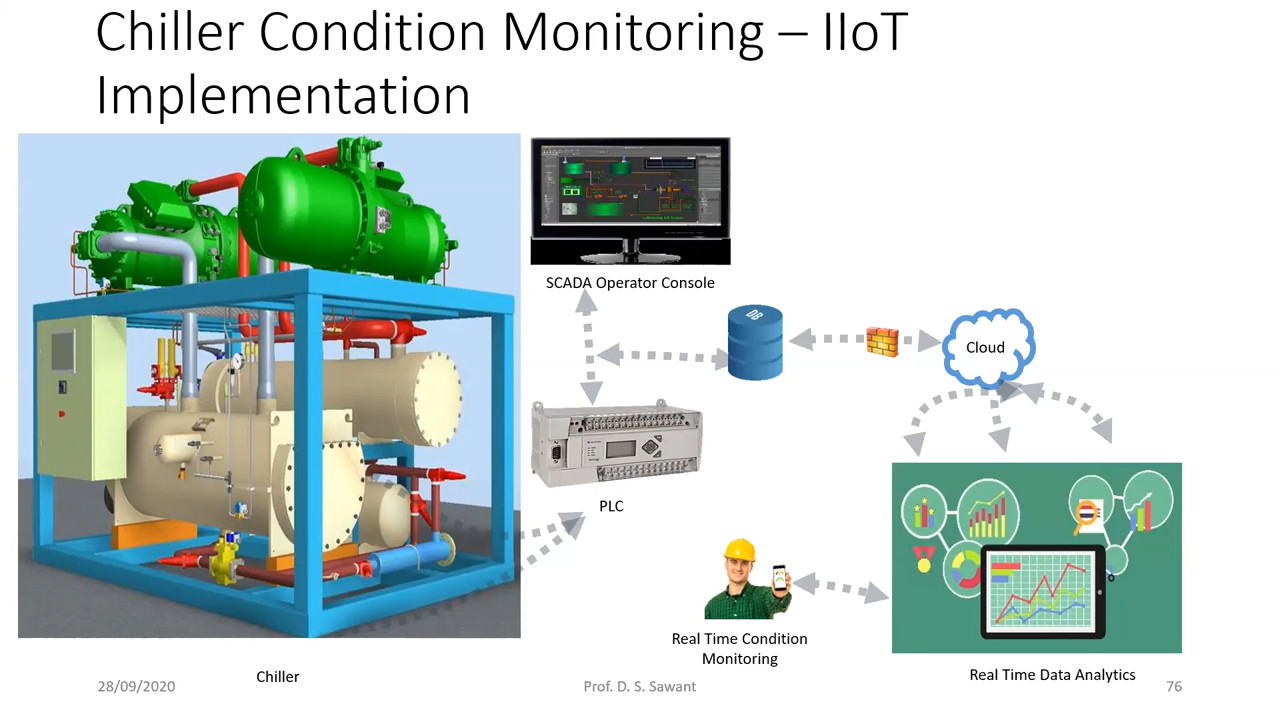 Chiller Condition Monitoring – IIoT
Implementation
SCADA Operator Console
DB
Cloud
PLC
Real Time Condition
Monitoring
Real Time Data Analytics
Chiller
28/09/2020
Prof. D. S. Sawant
76